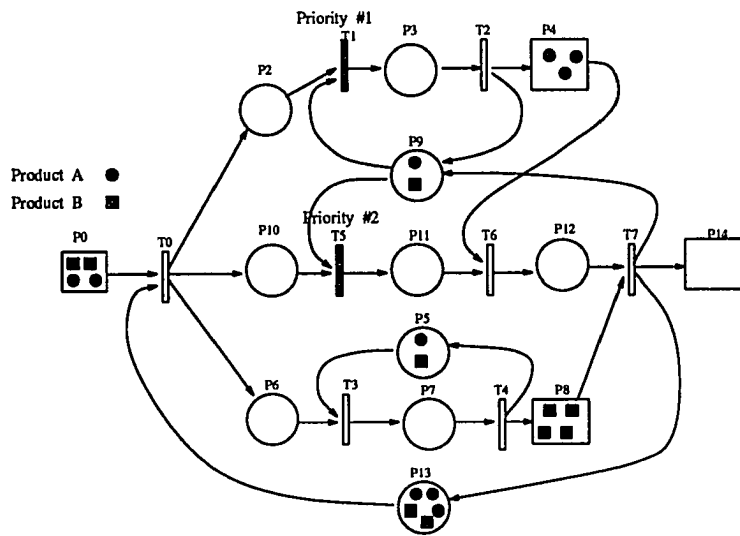 Priority #1
T1
P3
T2
P4
P2
P9
Product A
Product B
Priority #2
P0
T0
P10
T5
P11
T6
P12
T7
P14
P5
P6
T3
P7
T4
P8
P13